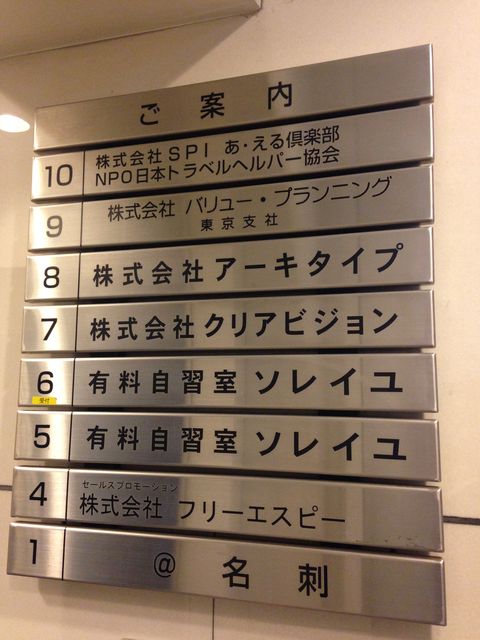 ご案内
10 株式会社SPI あ・える倶楽部
NPO日本トラベルヘルパー協会
9 株式会社 バリュー・プランニング
東京支社
8 株式会社アーキタイプ
7 株式会社クリアビジョン
6 有料自習室 ソレイユ
受付
5 有料自習室 ソレイユ
セールスプロモーション
4 株式会社 フリーエスピー
1 @ 名刺